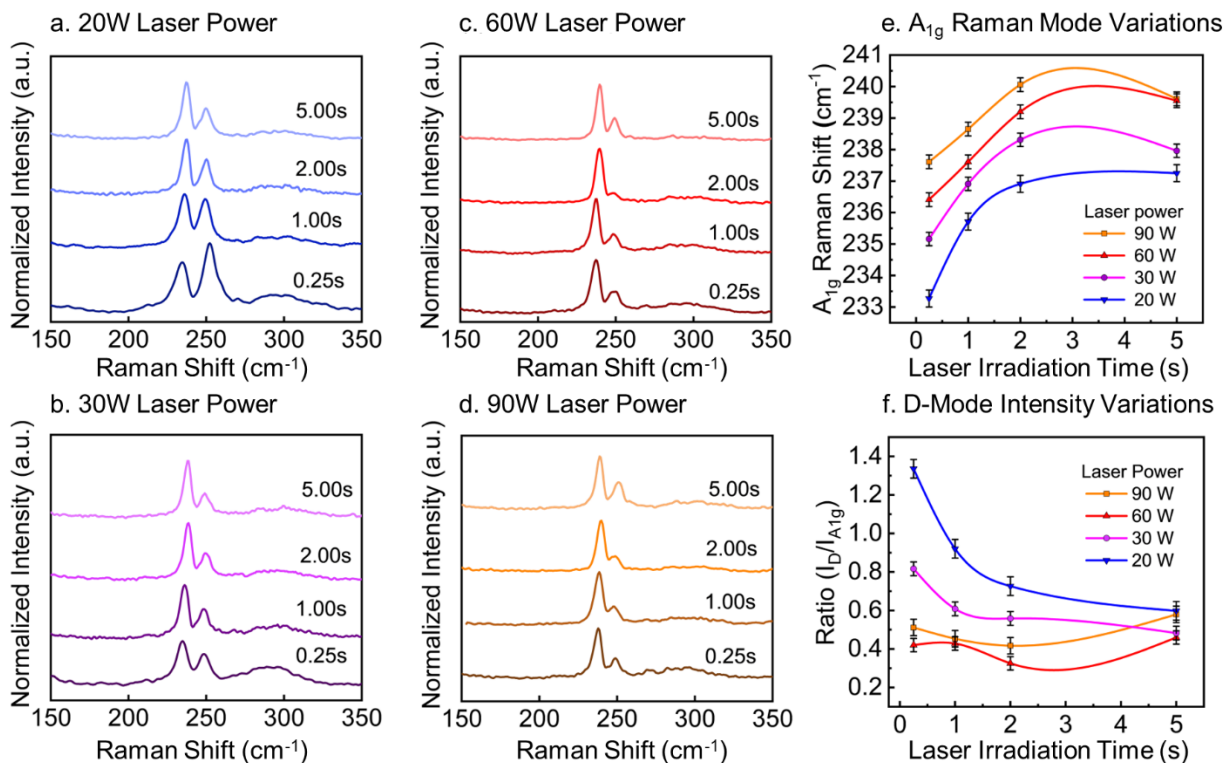 a. 20W Laser Power
Normalized Intensity (a.u.)
5.00s
2.00s
1.00s
0.25s
150 200 250 300 350
Raman Shift (cm⁻¹)
b. 30W Laser Power
Normalized Intensity (a.u.)
5.00s
2.00s
1.00s
0.25s
150 200 250 300 350
Raman Shift (cm⁻¹)
c. 60W Laser Power
Normalized Intensity (a.u.)
5.00s
2.00s
1.00s
0.25s
150 200 250 300 350
Raman Shift (cm⁻¹)
d. 90W Laser Power
Normalized Intensity (a.u.)
5.00s
2.00s
1.00s
0.25s
150 200 250 300 350
Raman Shift (cm⁻¹)
e. A₁g Raman Mode Variations
A₁g Raman Shift (cm⁻¹)
240
239
238
237
236
235
234
233
Laser power
90 W
60 W
30 W
20 W
0 1 2 3 4 5
Laser Irradiation Time (s)
f. D-Mode Intensity Variations
Ratio (I_D/I_A1g)
1.4
1.2
1.0
0.8
0.6
0.4
0.2
Laser Power
90 W
60 W
30 W
20 W
0 1 2 3 4 5
Laser Irradiation Time (s)